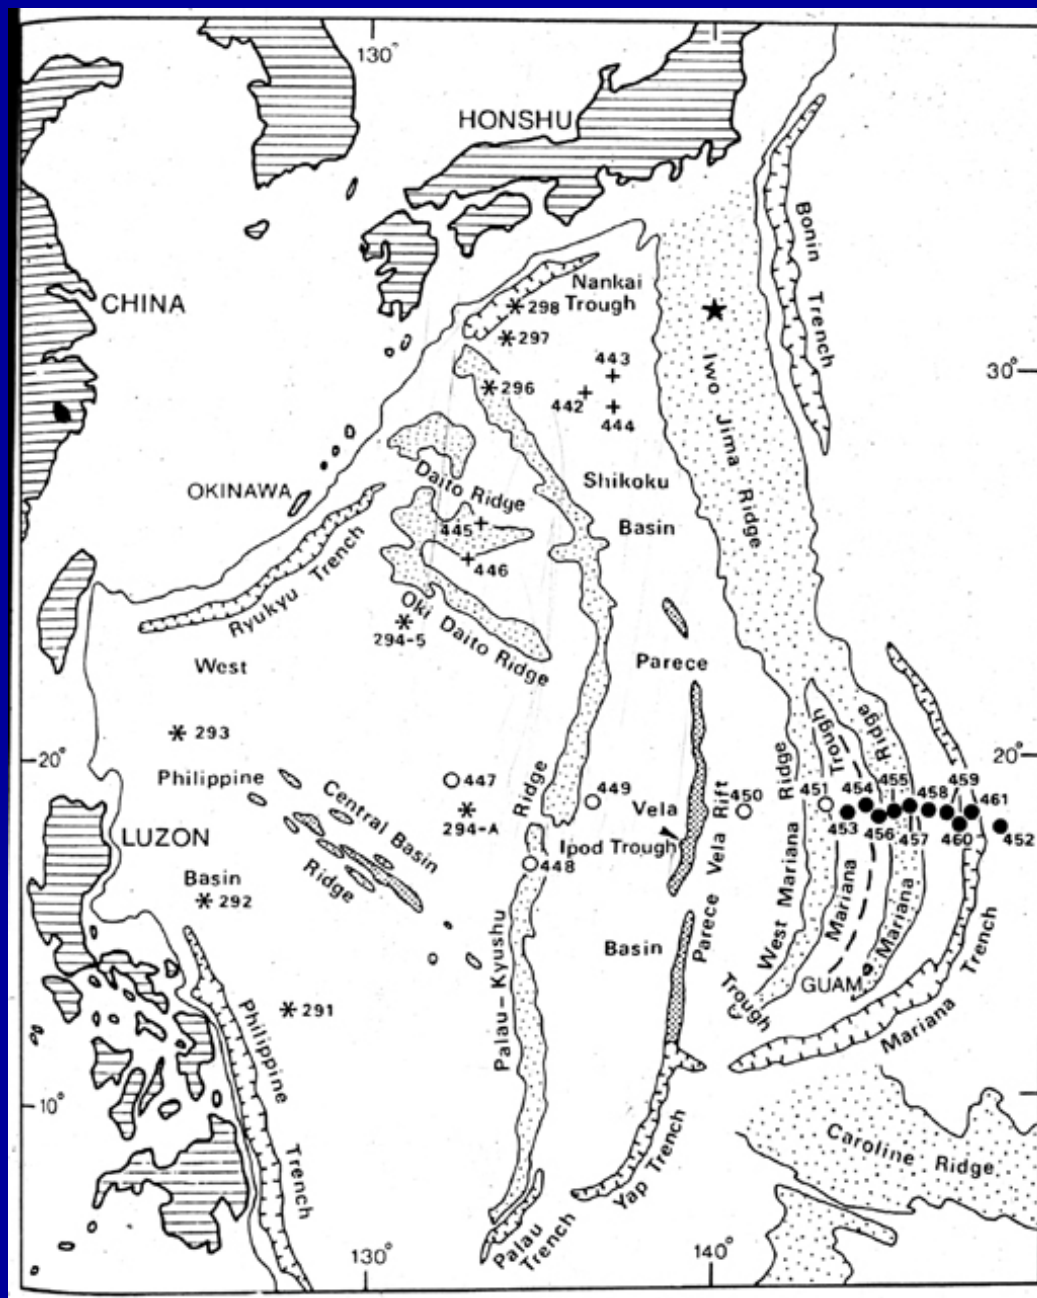 130°
HONSHU
Bonin Trench
CHINA
Nankai
Trough
298
297
Iwo Jima Ridge
443
30°
296
442
444
Daito Ridge
Shikoku
OKINAWA
Basin
445
446
Ryukyu Trench
Oki Daito Ridge
294-5
West
Parece
293
20°
20°
Philippine
447
449
Vela
450
451
454
455
458
459
461
Central Basin
Ridge
294-A
453
456
457
460
452
LUZON
Ipod Trough
448
Basin
292
Parece Vela Rift
West Mariana Ridge
Mariana Trough
Mariana Ridge
Basin
Palau-Kyushu Ridge
Trough
GUAM
291
Mariana Trench
Philippine Trench
10°
Caroline Ridge
Yap Trench
Palau Trench
130°
140°